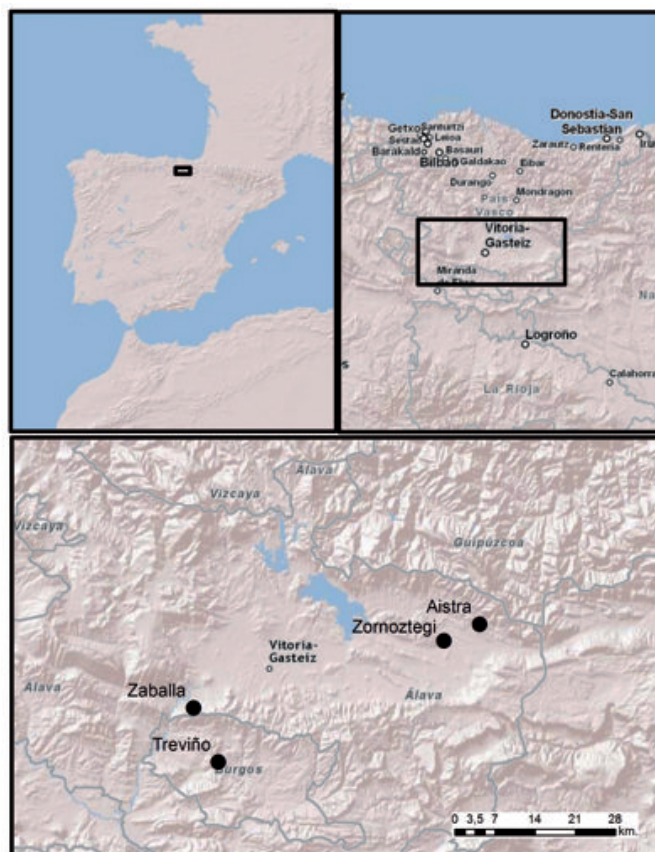 Donostia-San
Sebastian
Getxo
Santurtzi
Sestao
Leioa
Barakaldo
Basauri
Bilbao
Galdakao
Zarautz
Renteria
Eibar
Durango
Mondragon
País
Vasco
Vitoria-
Gasteiz
Miranda
de Ebro
Logroño
Calahorra
La Rioja
Vizcaya
Álava
Vizcaya
Guipúzcoa
Aistra
Zornoztegi
Vitoria-
Gasteiz
Álava
Álava
Zaballa
Treviño
Burgos
0 3,5 7 14 21 28
km.